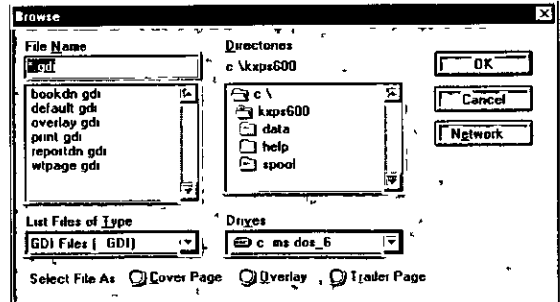 Browse
File Name
*.gdi
bookdn gdi
default gdi
overlay gdi
print gdi
reportdn gdi
wtpage gdi
List Files of Type
GDI Files ( GDI)
Directories
c \kxps600
c \
kxps600
data
help
spool
Drives
c ms dos_6
OK
Cancel
Network
Select File As Cover Page Overlay Trailer Page